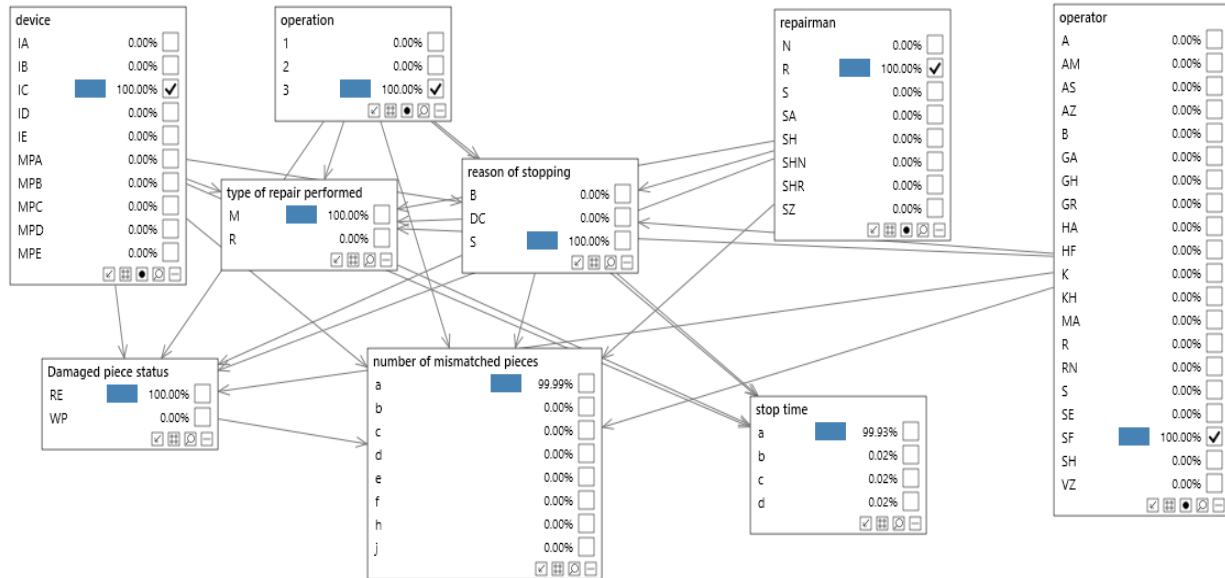 device
IA 0.00%
IB 0.00%
IC 100.00%
ID 0.00%
IE 0.00%
MPA 0.00%
MPB 0.00%
MPC 0.00%
MPD 0.00%
MPE 0.00%
operation
1 0.00%
2 0.00%
3 100.00%
repairman
N 0.00%
R 100.00%
S 0.00%
SA 0.00%
SH 0.00%
SHN 0.00%
SHR 0.00%
SZ 0.00%
operator
A 0.00%
AM 0.00%
AS 0.00%
AZ 0.00%
B 0.00%
GA 0.00%
GH 0.00%
GR 0.00%
HA 0.00%
HF 0.00%
K 0.00%
KH 0.00%
MA 0.00%
R 0.00%
RN 0.00%
S 0.00%
SE 0.00%
SF 100.00%
SH 0.00%
VZ 0.00%
type of repair performed
M 100.00%
R 0.00%
reason of stopping
B 0.00%
DC 0.00%
S 100.00%
Damaged piece status
RE 100.00%
WP 0.00%
number of mismatched pieces
a 99.99%
b 0.00%
c 0.00%
d 0.00%
e 0.00%
f 0.00%
h 0.00%
j 0.00%
stop time
a 99.93%
b 0.02%
c 0.02%
d 0.02%